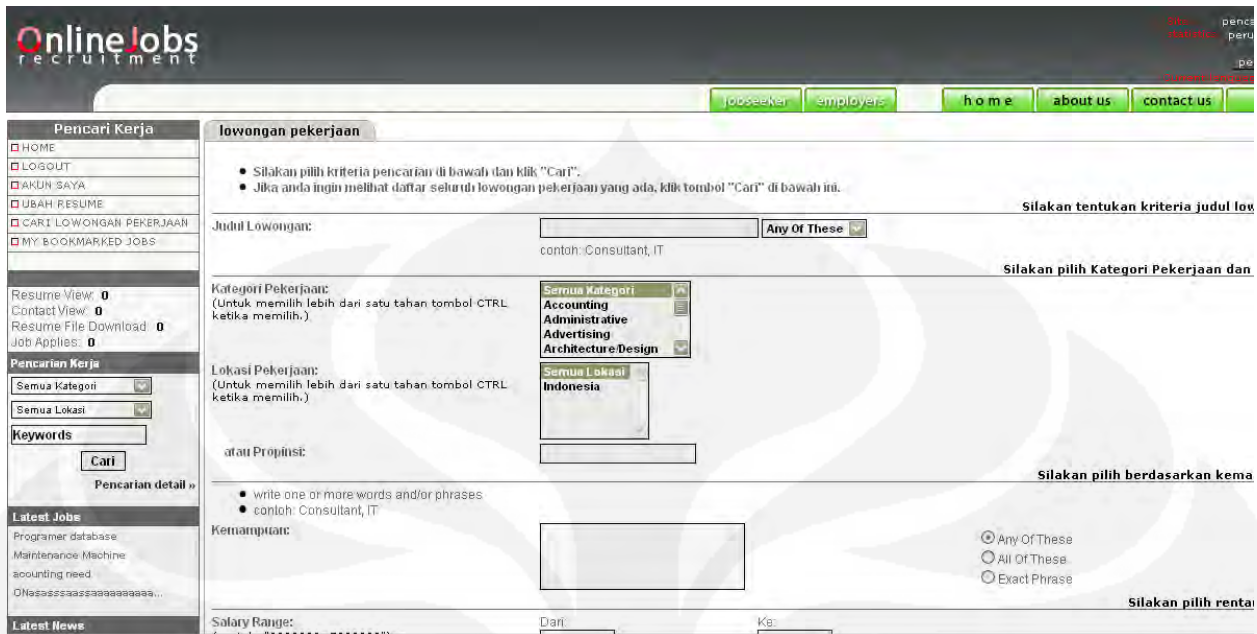 OnlineJobs
recruitment
penca
peru
pe
jobseeker
employers
home
about us
contact us
Pencari Kerja
HOME
LOGOUT
AKUN SAYA
UBAH RESUME
CARI LOWONGAN PEKERJAAN
MY BOOKMARKED JOBS
Resume View: 0
Contact View: 0
Resume File Download: 0
Job Applies: 0
Pencarian Kerja
Semua Kategori
Semua Lokasi
Keywords
Cari
Pencarian detail »
Latest Jobs
Programer database
Maintenance Machine
acounting need
Latest News
lowongan pekerjaan
Silakan pilih kriteria pencarian di bawah dan klik "Cari".
Jika anda ingin melihat daftar seluruh lowongan pekerjaan yang ada, klik tombol "Cari" di bawah ini.
Silakan tentukan kriteria judul low
Judul Lowongan:
Any Of These
contoh: Consultant, IT
Silakan pilih Kategori Pekerjaan dan
Kategori Pekerjaan:
(Untuk memilih lebih dari satu tahan tombol CTRL
ketika memilih.)
Semua Kategori
Accounting
Administrative
Advertising
Architecture/Design
Lokasi Pekerjaan:
(Untuk memilih lebih dari satu tahan tombol CTRL
ketika memilih.)
Semua Lokasi
Indonesia
atau Propinsi:
Silakan pilih berdasarkan kema
write one or more words and/or phrases
contoh: Consultant, IT
Kemampuan:
Any Of These
All Of These
Exact Phrase
Silakan pilih renta
Salary Range:
Dari:
Ke: